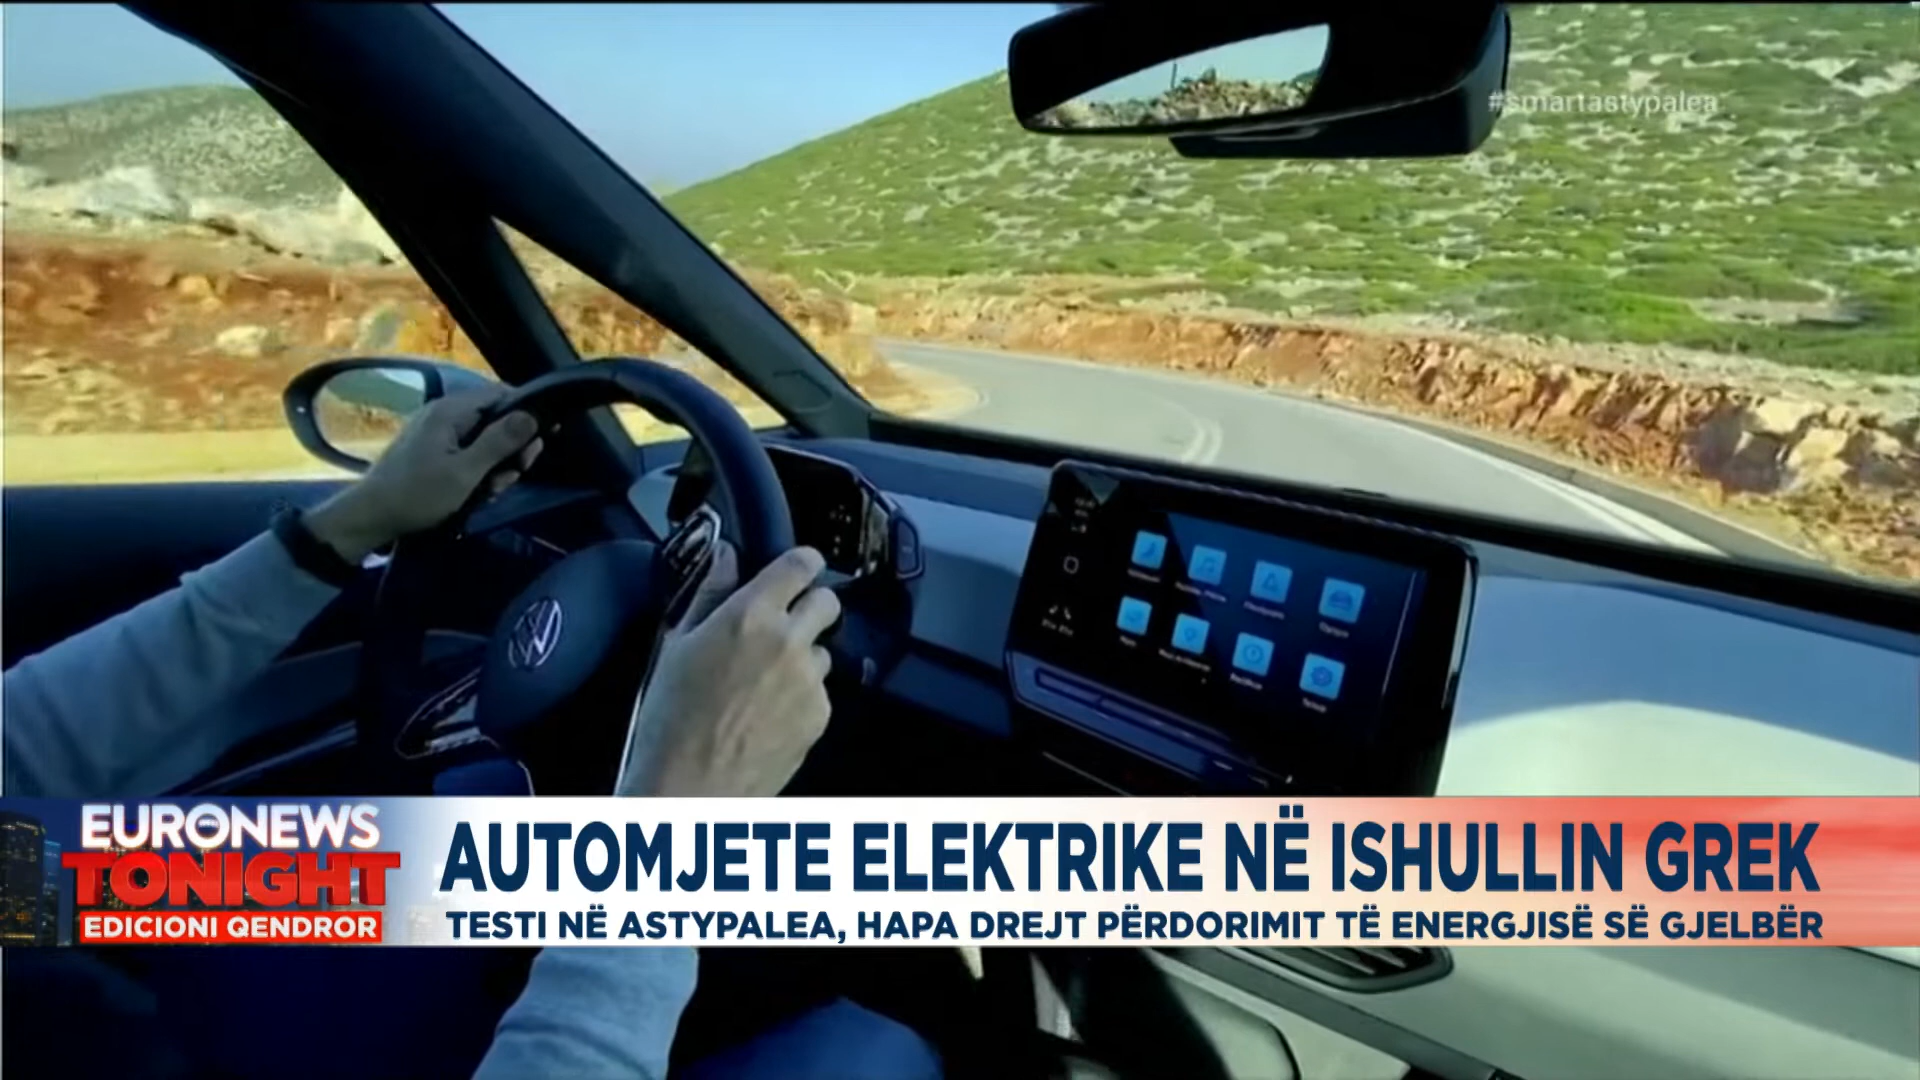 #smartastypalea
EURONEWS
TONIGHT
EDICIONI QENDROR
AUTOMJETE ELEKTRIKE NË ISHULLIN GREK
TESTI NË ASTYPALEA, HAPA DREJT PËRDORIMIT TË ENERGJISË SË GJELBËR